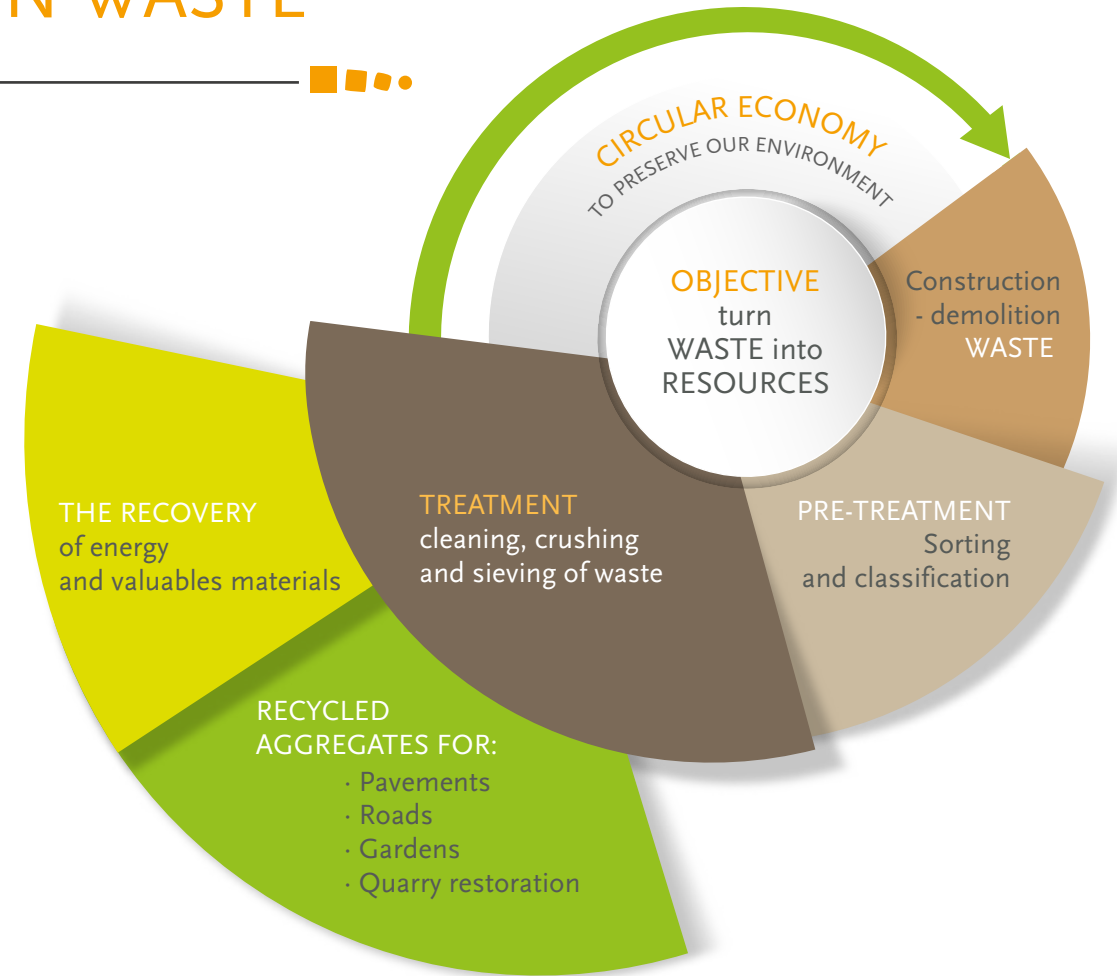 N WASTE
CIRCULAR ECONOMY
TO PRESERVE OUR ENVIRONMENT
OBJECTIVE
turn
WASTE into
RESOURCES
Construction
- demolition
WASTE
PRE-TREATMENT
Sorting
and classification
TREATMENT
cleaning, crushing
and sieving of waste
THE RECOVERY
of energy
and valuables materials
RECYCLED
AGGREGATES FOR:
· Pavements
· Roads
· Gardens
· Quarry restoration